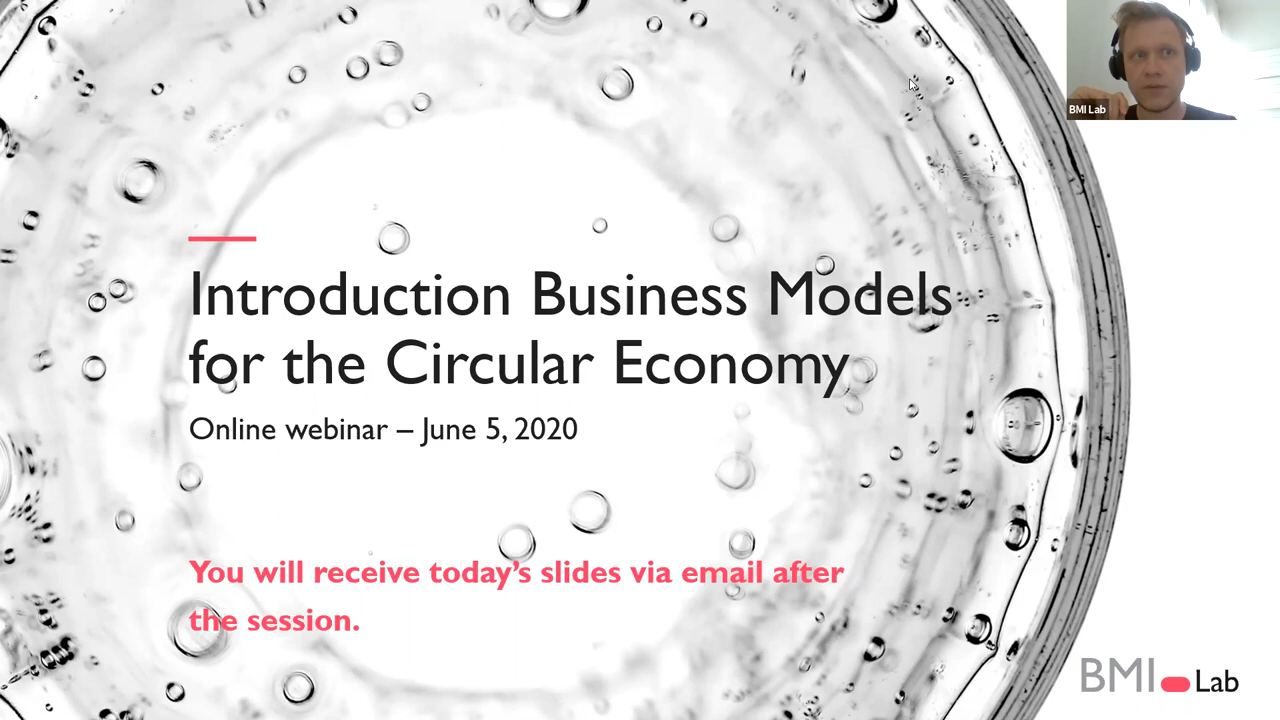 BMI Lab
Introduction Business Models
for the Circular Economy
Online webinar – June 5, 2020
You will receive today’s slides via email after
the session.
BMI Lab